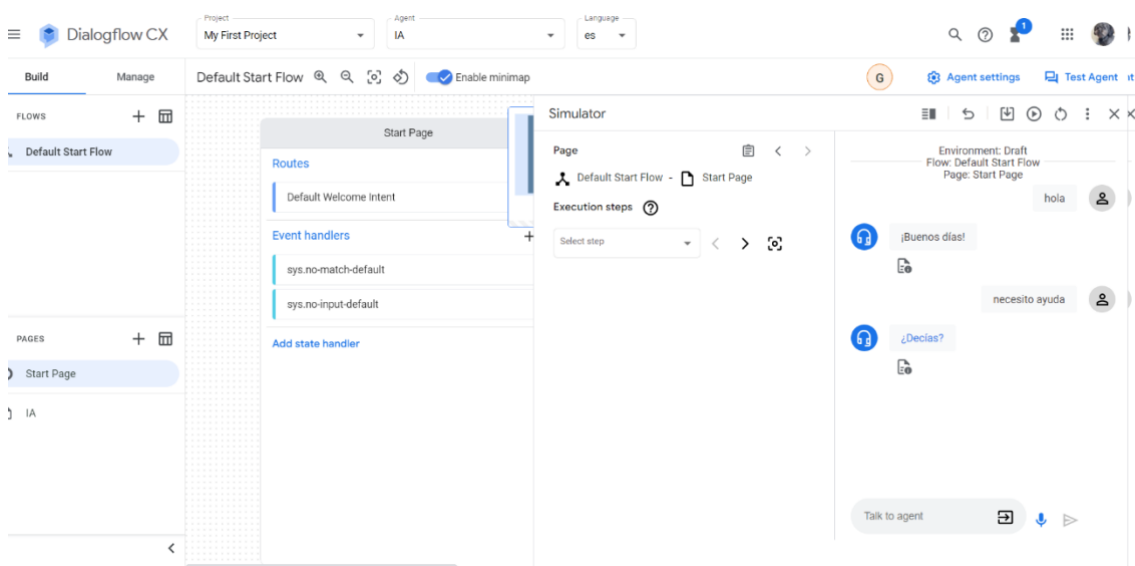 Project
Agent
Language
Dialogflow CX
My First Project
IA
es
1
Build
Manage
Default Start Flow
Enable minimap
G
Agent settings
Test Agent
nt
FLOWS
Default Start Flow
Start Page
Routes
Default Welcome Intent
Event handlers
sys.no-match-default
sys.no-input-default
Add state handler
PAGES
Start Page
IA
Simulator
Page
Default Start Flow - Start Page
Execution steps
Select step
Environment: Draft
Flow: Default Start Flow
Page: Start Page
hola
¡Buenos días!
necesito ayuda
¿Decías?
Talk to agent